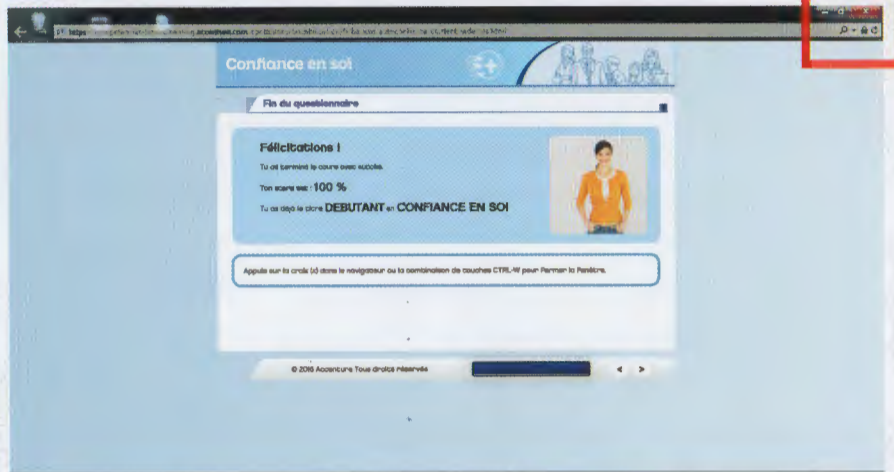 https
Confiance en soi
Fin du questionnaire
Félicitations !
Tu as terminé le cours avec succès.
Ton score est : 100 %
Tu as déjà le titre DEBUTANT en CONFIANCE EN SOI
Appuie sur la croix (x) dans le navigateur ou la combinaison de touches CTRL-W pour fermer la fenêtre.
© 2016 Accenture Tous droits réservés
< >